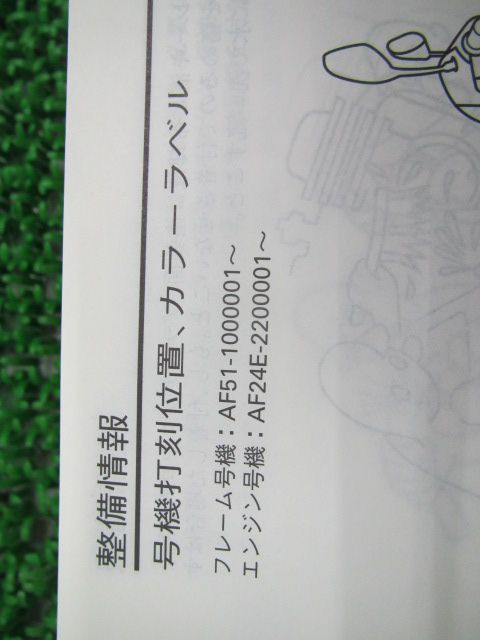 整備情報
号機打刻位置、カラーラベル
フレーム号機：AF51-1000001～
エンジン号機：AF24E-2200001～